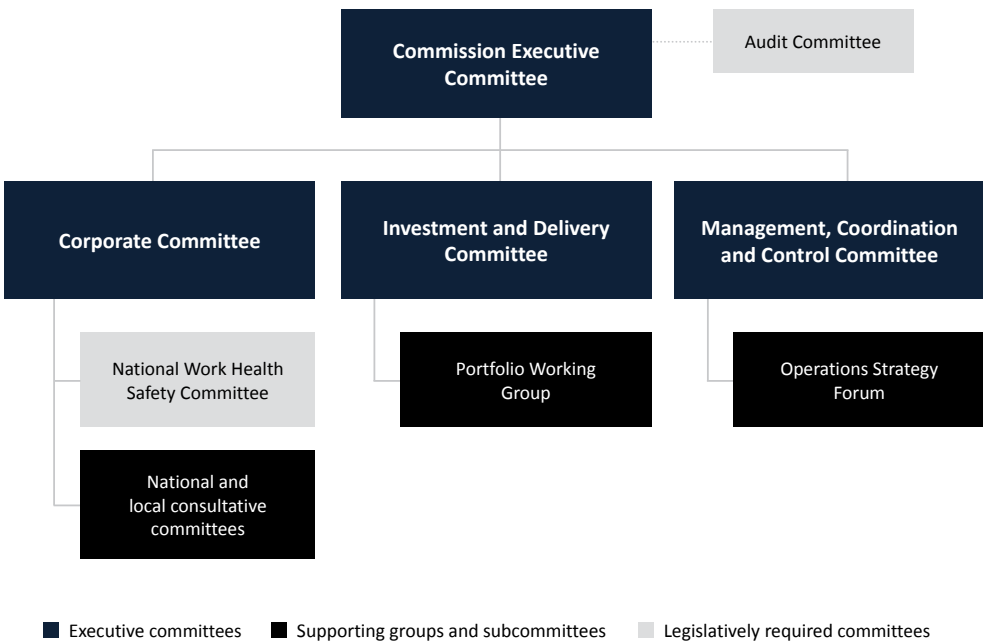 Commission Executive
Committee
Audit Committee
Corporate Committee
Investment and Delivery
Committee
Management, Coordination
and Control Committee
National Work Health
Safety Committee
Portfolio Working
Group
Operations Strategy
Forum
National and
local consultative
committees
Executive committees
Supporting groups and subcommittees
Legislatively required committees